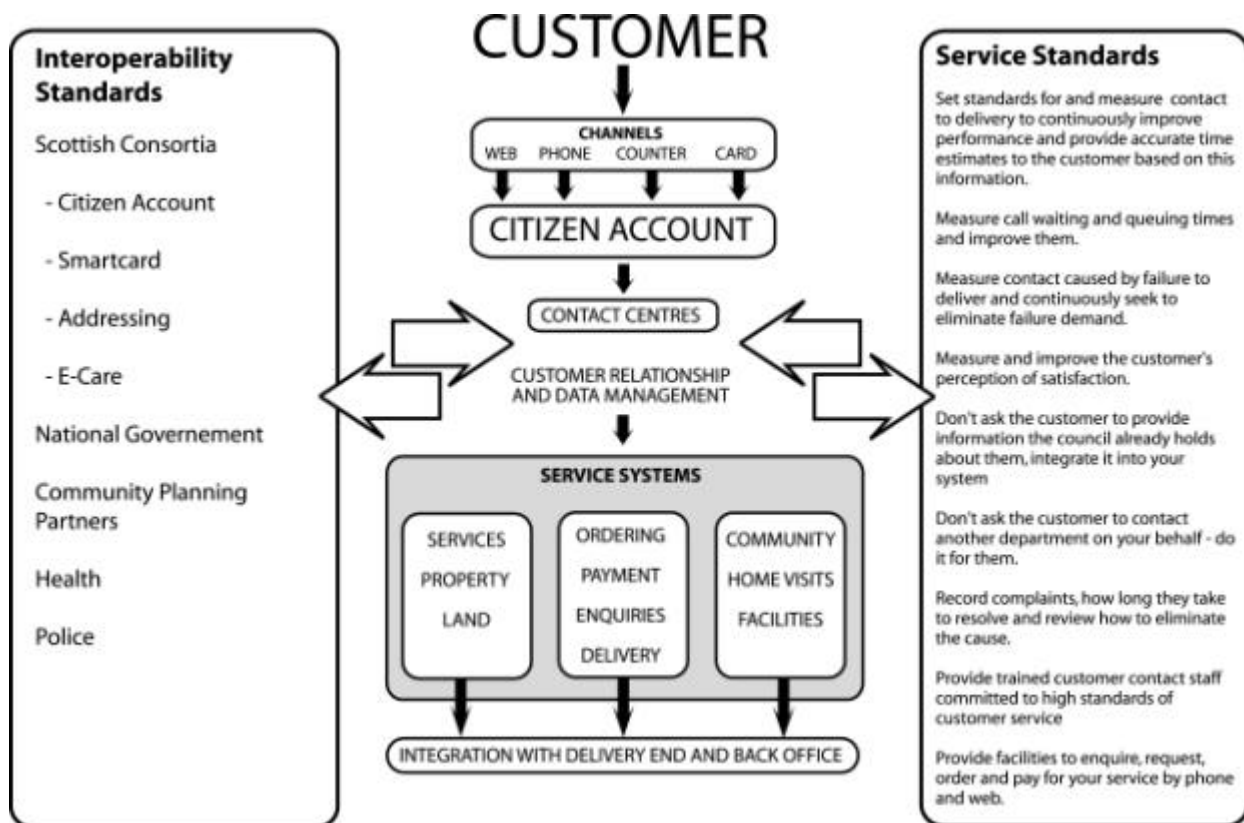 Interoperability
Standards
Scottish Consortia
- Citizen Account
- Smartcard
- Addressing
- E-Care
National Governement
Community Planning
Partners
Health
Police
CUSTOMER
CHANNELS
WEB PHONE COUNTER CARD
CITIZEN ACCOUNT
CONTACT CENTRES
CUSTOMER RELATIONSHIP
AND DATA MANAGEMENT
SERVICE SYSTEMS
SERVICES
PROPERTY
LAND
ORDERING
PAYMENT
ENQUIRIES
DELIVERY
COMMUNITY
HOME VISITS
FACILITIES
INTEGRATION WITH DELIVERY END AND BACK OFFICE
Service Standards
Set standards for and measure contact
to delivery to continuously improve
performance and provide accurate time
estimates to the customer based on this
information.
Measure call waiting and queuing times
and improve them.
Measure contact caused by failure to
deliver and continuously seek to
eliminate failure demand.
Measure and improve the customer's
perception of satisfaction.
Don't ask the customer to provide
information the council already holds
about them, integrate it into your
system
Don't ask the customer to contact
another department on your behalf - do
it for them.
Record complaints, how long they take
to resolve and review how to eliminate
the cause.
Provide trained customer contact staff
committed to high standards of
customer service
Provide facilities to enquire, request,
order and pay for your service by phone
and web.